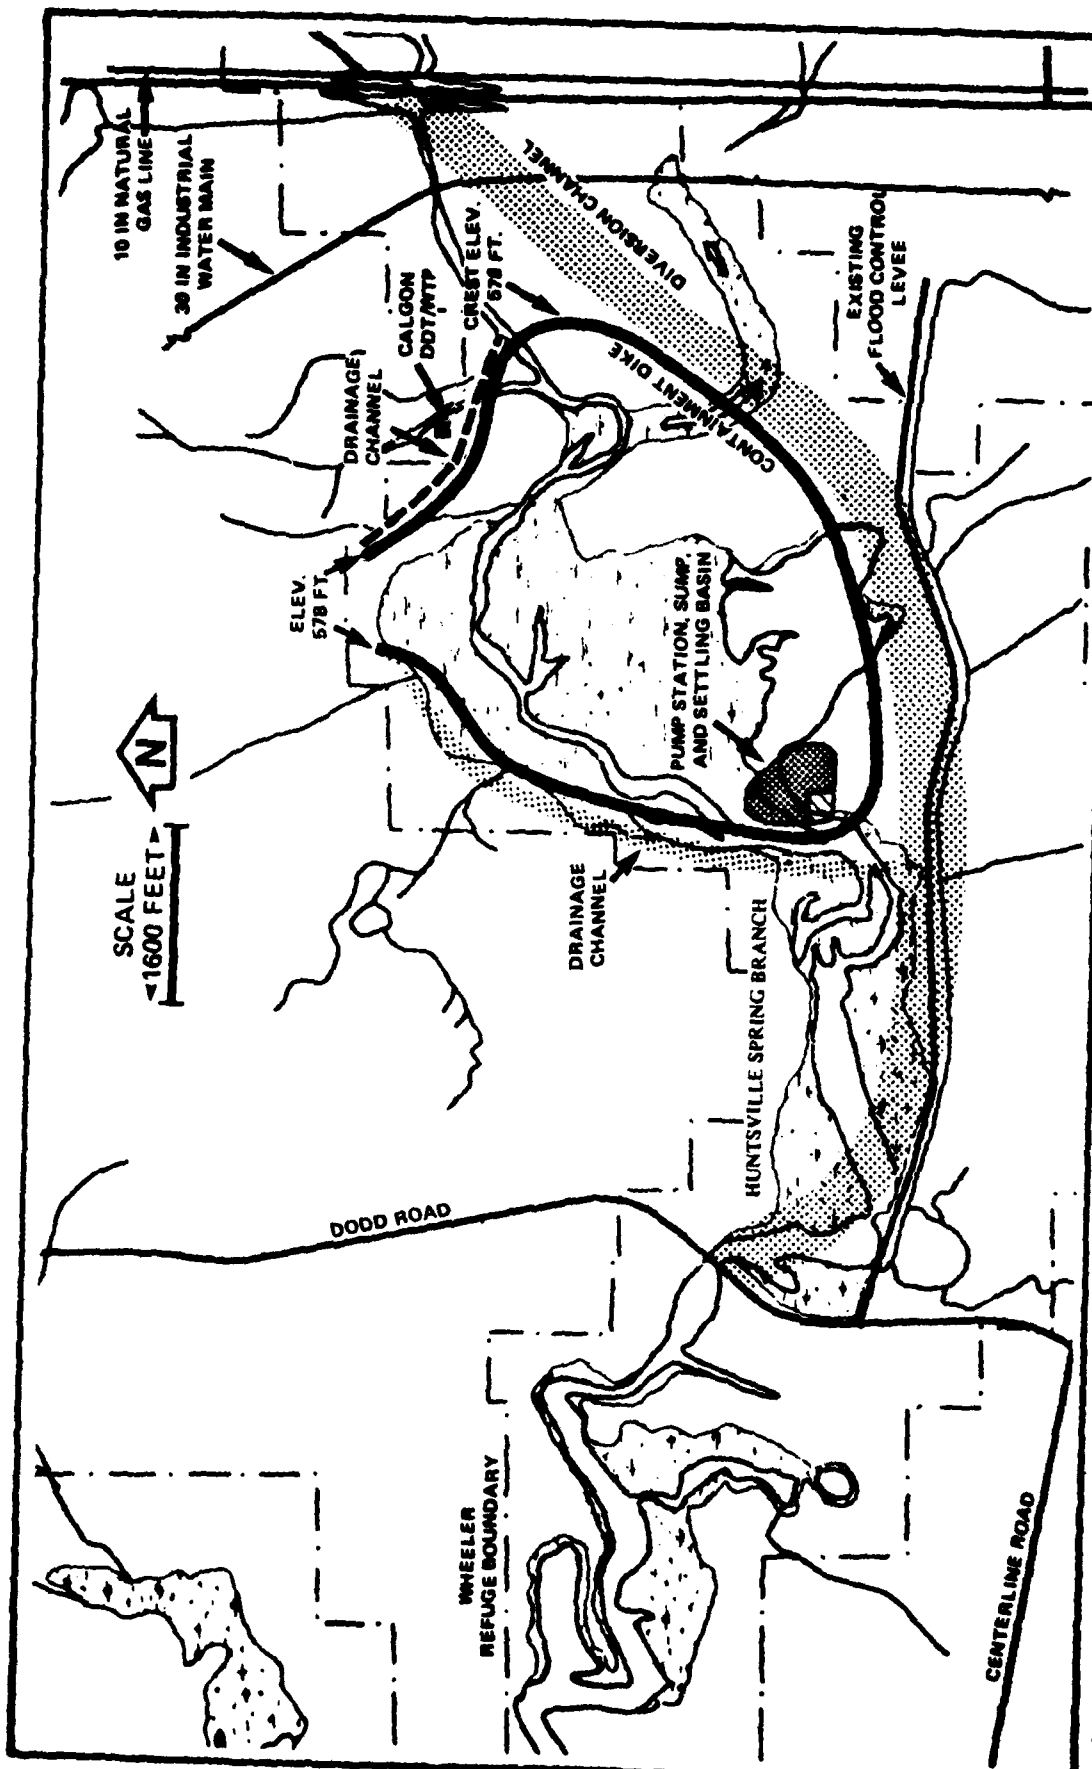 10 IN NATURAL
GAS LINE
30 IN INDUSTRIAL
WATER MAIN
DRAINAGE
CHANNEL
CALGON
DDT/WTP
CREST ELEV.
578 FT.
DIVERSION CHANNEL
CONTAINMENT DIKE
EXISTING
FLOOD CONTROL
LEVEE
ELEV.
578 FT.
N
SCALE
1600 FEET
PUMP STATION, SUMP,
AND SETTLING BASIN
DRAINAGE
CHANNEL
HUNTSVILLE SPRING BRANCH
DODD ROAD
WHEELER
REFUGE BOUNDARY
CENTERLINE ROAD